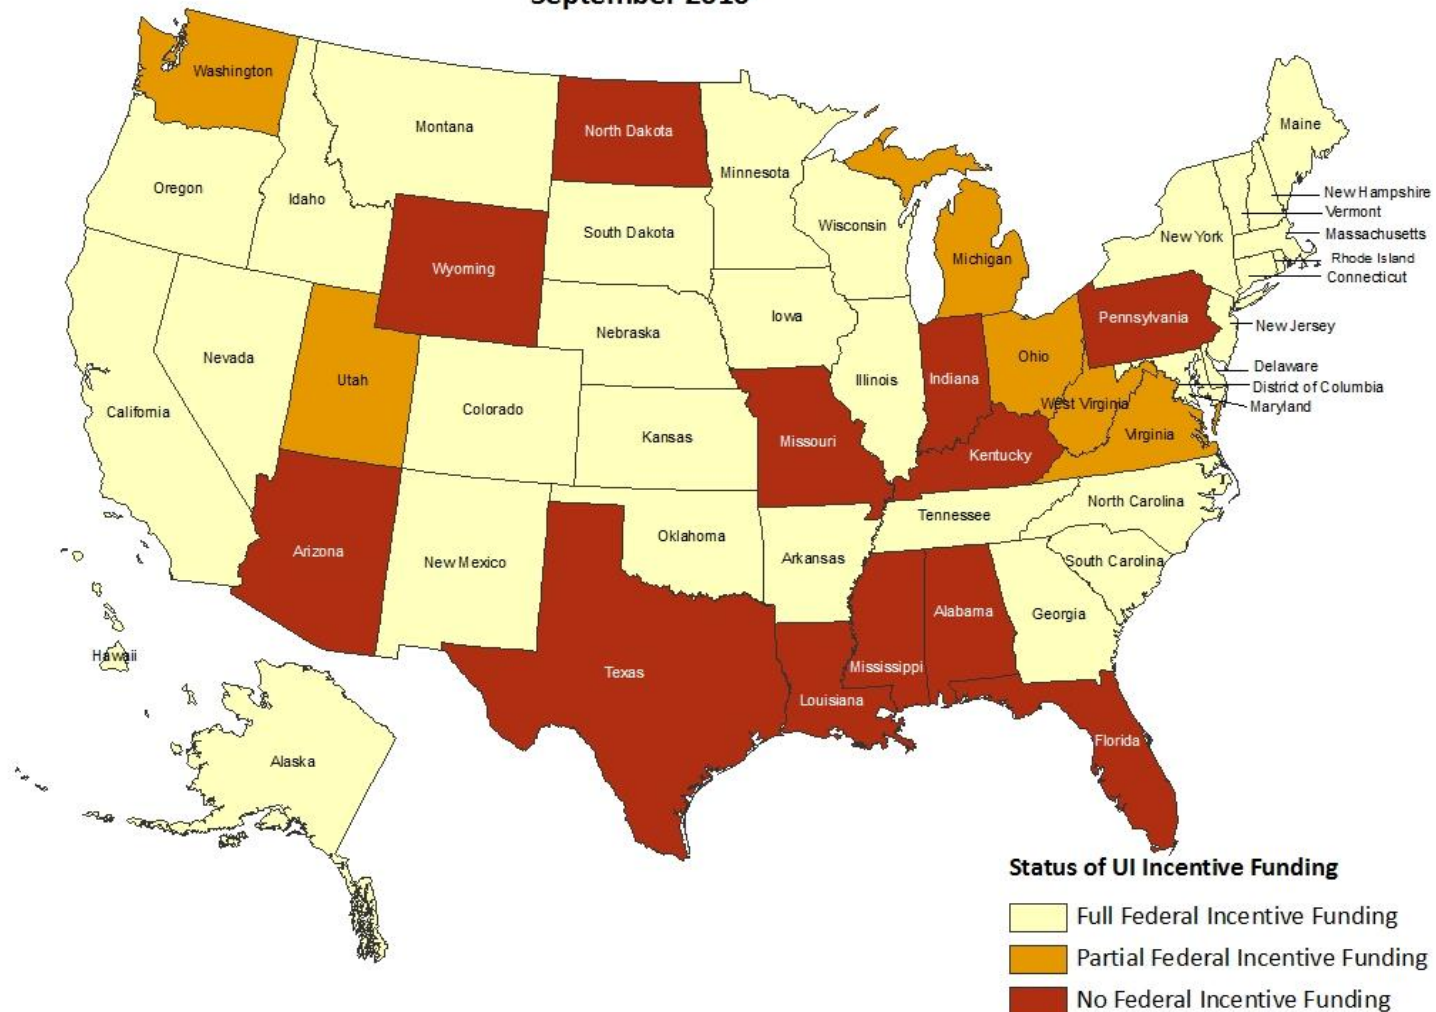 Washington
Montana
North Dakota
Minnesota
Maine
Oregon
Idaho
South Dakota
Wisconsin
Michigan
New York
New Hampshire
Vermont
Massachusetts
Rhode Island
Connecticut
Wyoming
Iowa
Nebraska
Pennsylvania
New Jersey
Nevada
Utah
Colorado
Illinois
Indiana
Ohio
West Virginia
Virginia
Delaware
District of Columbia
Maryland
California
Kansas
Missouri
Kentucky
Arizona
New Mexico
Oklahoma
Arkansas
Tennessee
North Carolina
South Carolina
Georgia
Alabama
Mississippi
Louisiana
Texas
Florida
Hawaii
Alaska
Status of UI Incentive Funding
Full Federal Incentive Funding
Partial Federal Incentive Funding
No Federal Incentive Funding